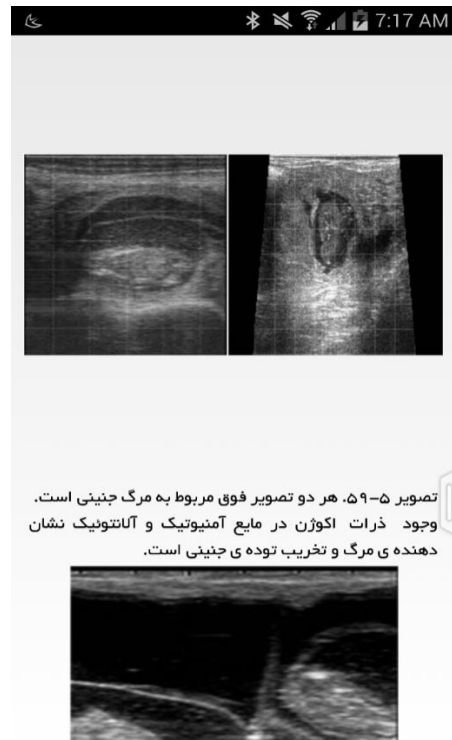 7:17 AM
تصویر ۵-۵۹. هر دو تصویر فوق مربوط به مرگ جنینی است.
وجود ذرات اکوژن در مایع آمنیوتیک و آلانتوئیک نشان
دهنده ی مرگ و تخریب توده ی جنینی است.